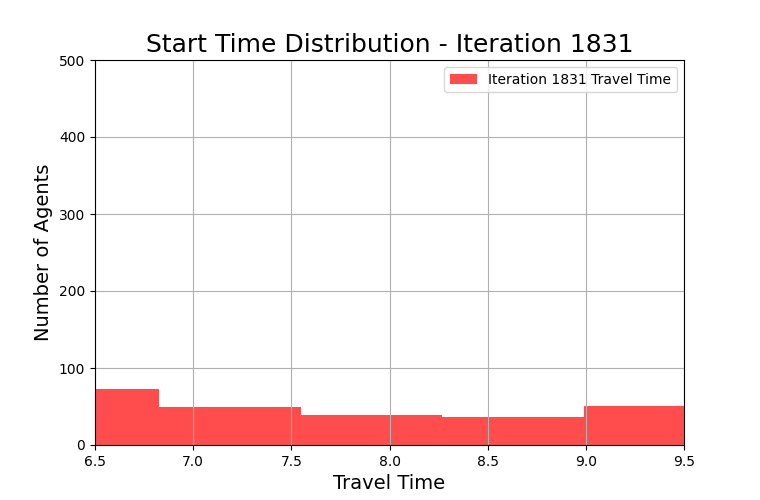 Start Time Distribution - Iteration 1831
Iteration 1831 Travel Time
Number of Agents
500
400
300
200
100
0
6.5 7.0 7.5 8.0 8.5 9.0 9.5
Travel Time